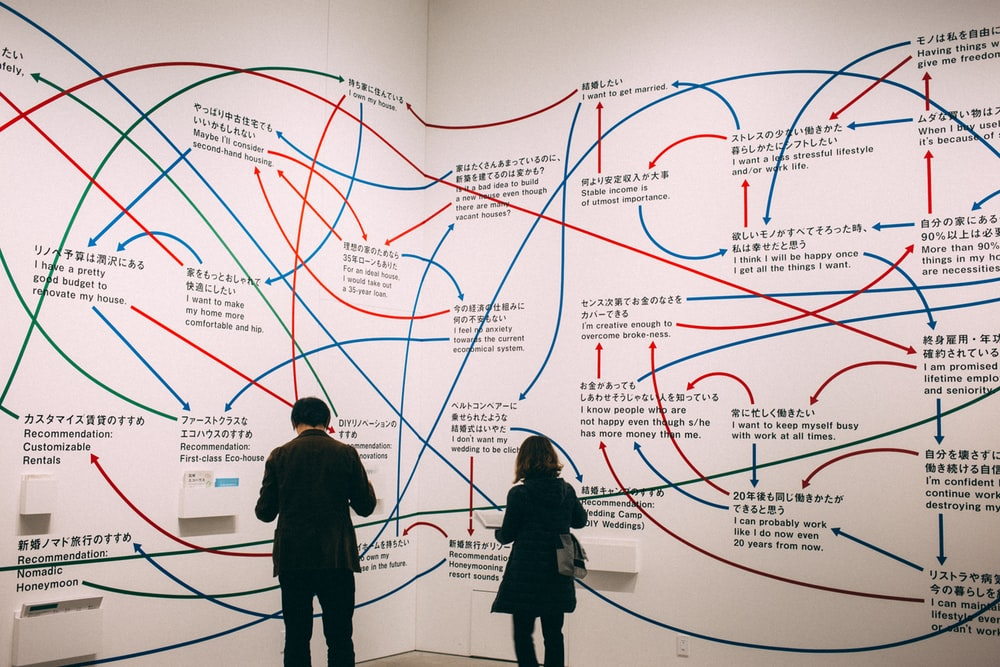 たい
fely,
持ち家に住んでいる
I own my house.
やっぱり中古住宅でも
いいかもしれない
Maybe I'll consider
second-hand housing.
家はたくさんあまっているのに、
新築を建てるのは変かも?
Is it a bad idea to build
a new house even though
there are many
vacant houses?
リノベ予算は潤沢にある
I have a pretty
good budget to
renovate my house.
家をもっとおしゃれで
快適にしたい
I want to make
my home more
comfortable and hip.
理想の家のためなら
35年ローンもありた
For an ideal house,
I would take out
a 35-year loan.
今の経済の仕組みに
何の不安もない
I feel no anxiety
towards the current
economical system.
カスタマイズ賃貸のすすめ
Recommendation:
Customizable
Rentals
ファーストクラスな
エコハウスのすすめ
Recommendation:
First-class Eco-house
DIYリノベーションの
すすめ
ベルトコンベアーに
乗せられたような
結婚式はいやだ
I don't want my
wedding to be
新婚ノマド旅行のすすめ
Recommendation:
Nomadic
Honeymoon
ホームを持ちたい
to own my
se in the future.
新婚旅行がリ
Recommendation
Honeymooning
resort sounds
結婚したい
I want to get married.
何より安定収入が大事
Stable income is
of utmost importance.
ストレスの少ない働きかた
暮らしかたにシフトしたい
I want a less stressful lifestyle
and/or work life.
欲しいモノがすべてそろった時、
私は幸せだと思う
I think I will be happy once
I get all the things I want.
センス次第でお金のなさを
カバーできる
I'm creative enough to
overcome broke-ness.
お金があっても
しあわせそうじゃない人を知っている
I know people who are
not happy even though s/he
has more money than me.
常に忙しく働きたい
I want to keep myself busy
with work at all times.
結婚キャンプのすすめ
Recommendation:
Wedding Camp
(DIY Weddings)
20年後も同じ働きかたが
できると思う
I can probably work
like I do now even
20 years from now.
モノは私を自由に
Having things w
give me freedom
ムダな買い物はス
When I buy usel
it's because of
自分の家にある
90%以上は必要
More than 90%
things in my ho
are necessities
終身雇用・年功
確約されている
I am promised
lifetime emplo
and seniority
自分を壊さずに
働き続ける自信
I'm confident I
continue work
destroying my
リストラや病気
今の暮らしを
I can maintai
lifestyle even
or can't work